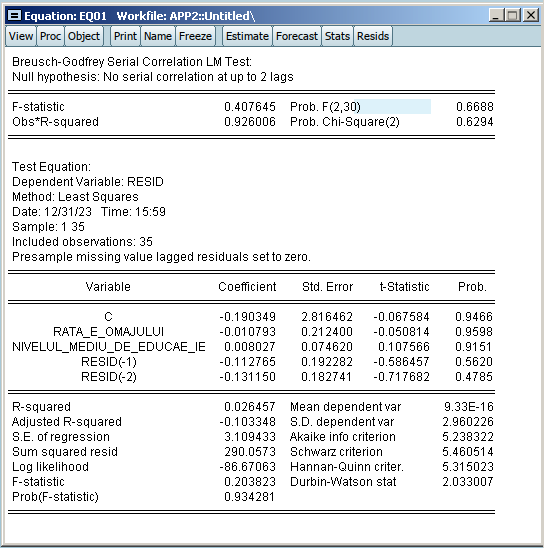 Equation: EQ01 Workfile: APP2::Untitled\
View Proc Object Print Name Freeze Estimate Forecast Stats Resids
Breusch-Godfrey Serial Correlation LM Test:
Null hypothesis: No serial correlation at up to 2 lags
F-statistic 0.407645 Prob. F(2,30) 0.6688
Obs*R-squared 0.926006 Prob. Chi-Square(2) 0.6294
Test Equation:
Dependent Variable: RESID
Method: Least Squares
Date: 12/31/23 Time: 15:59
Sample: 1 35
Included observations: 35
Presample missing value lagged residuals set to zero.
Variable Coefficient Std. Error t-Statistic Prob.
C -0.190349 2.816462 -0.067584 0.9466
RATA_E_OMAJULUI -0.010793 0.212400 -0.050814 0.9598
NIVELUL_MEDIU_DE_EDUCAE_IE 0.008027 0.074620 0.107566 0.9151
RESID(-1) -0.112765 0.192282 -0.586457 0.5620
RESID(-2) -0.131150 0.182741 -0.717682 0.4785
R-squared 0.026457 Mean dependent var 9.33E-16
Adjusted R-squared -0.103348 S.D. dependent var 2.960226
S.E. of regression 3.109433 Akaike info criterion 5.238322
Sum squared resid 290.0573 Schwarz criterion 5.460514
Log likelihood -86.67063 Hannan-Quinn criter. 5.315023
F-statistic 0.203823 Durbin-Watson stat 2.033007
Prob(F-statistic) 0.934281